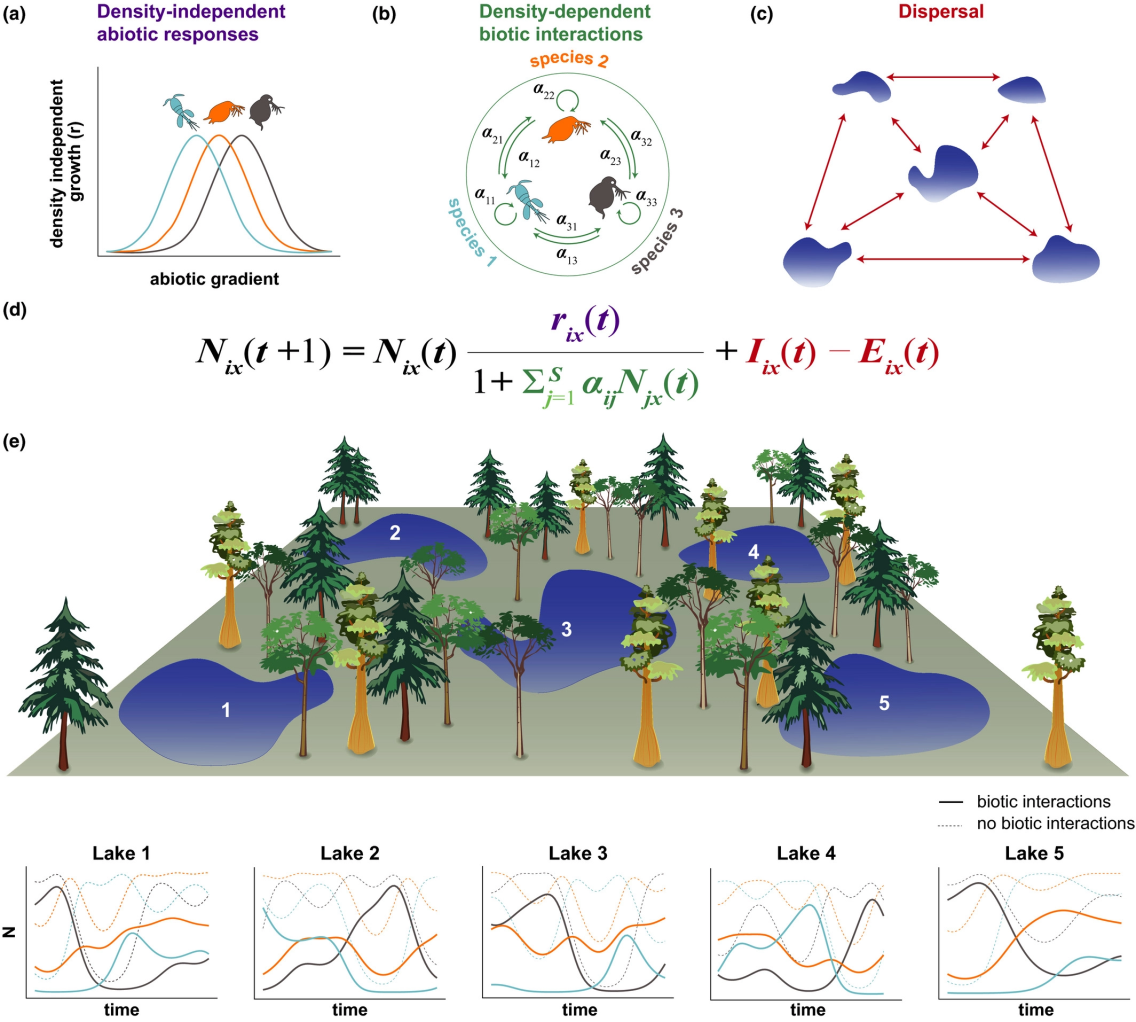 (a)
Density-independent
abiotic responses
density independent
growth (r)
abiotic gradient
(b)
Density-dependent
biotic interactions
species 2
α22
α21
α32
α12
α23
α11
α33
α31
α13
species 1
species 3
(c)
Dispersal
(d)
Nix(t+1) = Nix(t) rix(t) / 1+ Σj=1S αijNjx(t) + Iix(t) − Eix(t)
(e)
2
4
3
1
5
biotic interactions
no biotic interactions
Lake 1
Lake 2
Lake 3
Lake 4
Lake 5
N
time
time
time
time
time